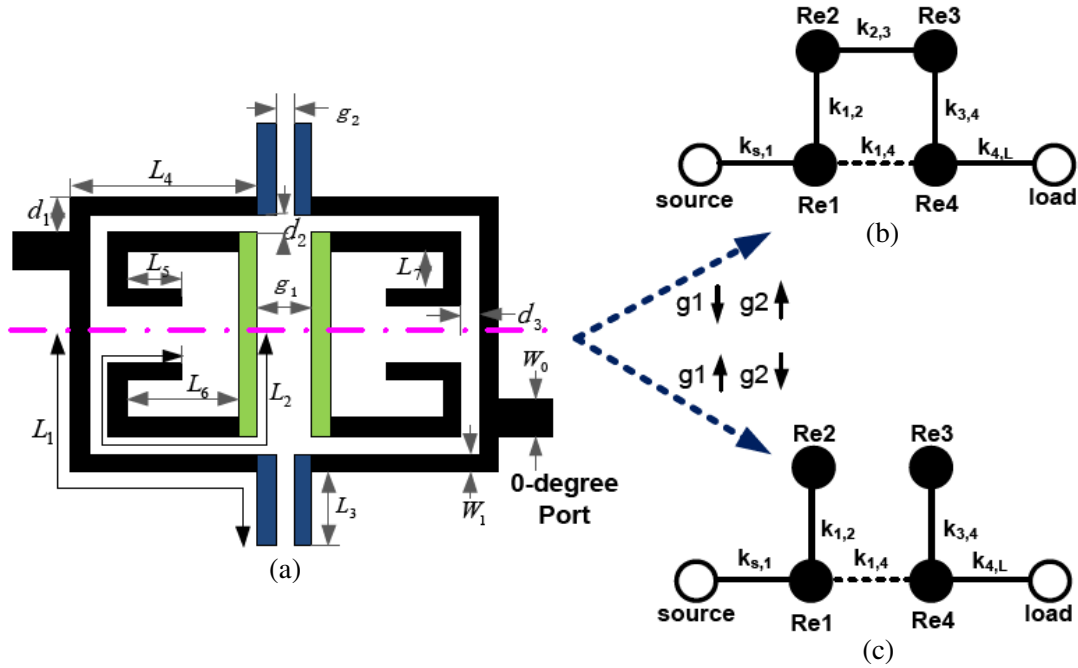 g2
L4
d1
d2
L5
L7
g1
d3
L6
L2
W0
L1
L3
W1
0-degree
Port
(a)
Re2
Re3
k2,3
k1,2
k3,4
ks,1
k1,4
k4,L
source
Re1
Re4
load
(b)
g1 ↓ g2 ↑
g1 ↑ g2 ↓
Re2
Re3
k1,2
k3,4
ks,1
k1,4
k4,L
source
Re1
Re4
load
(c)